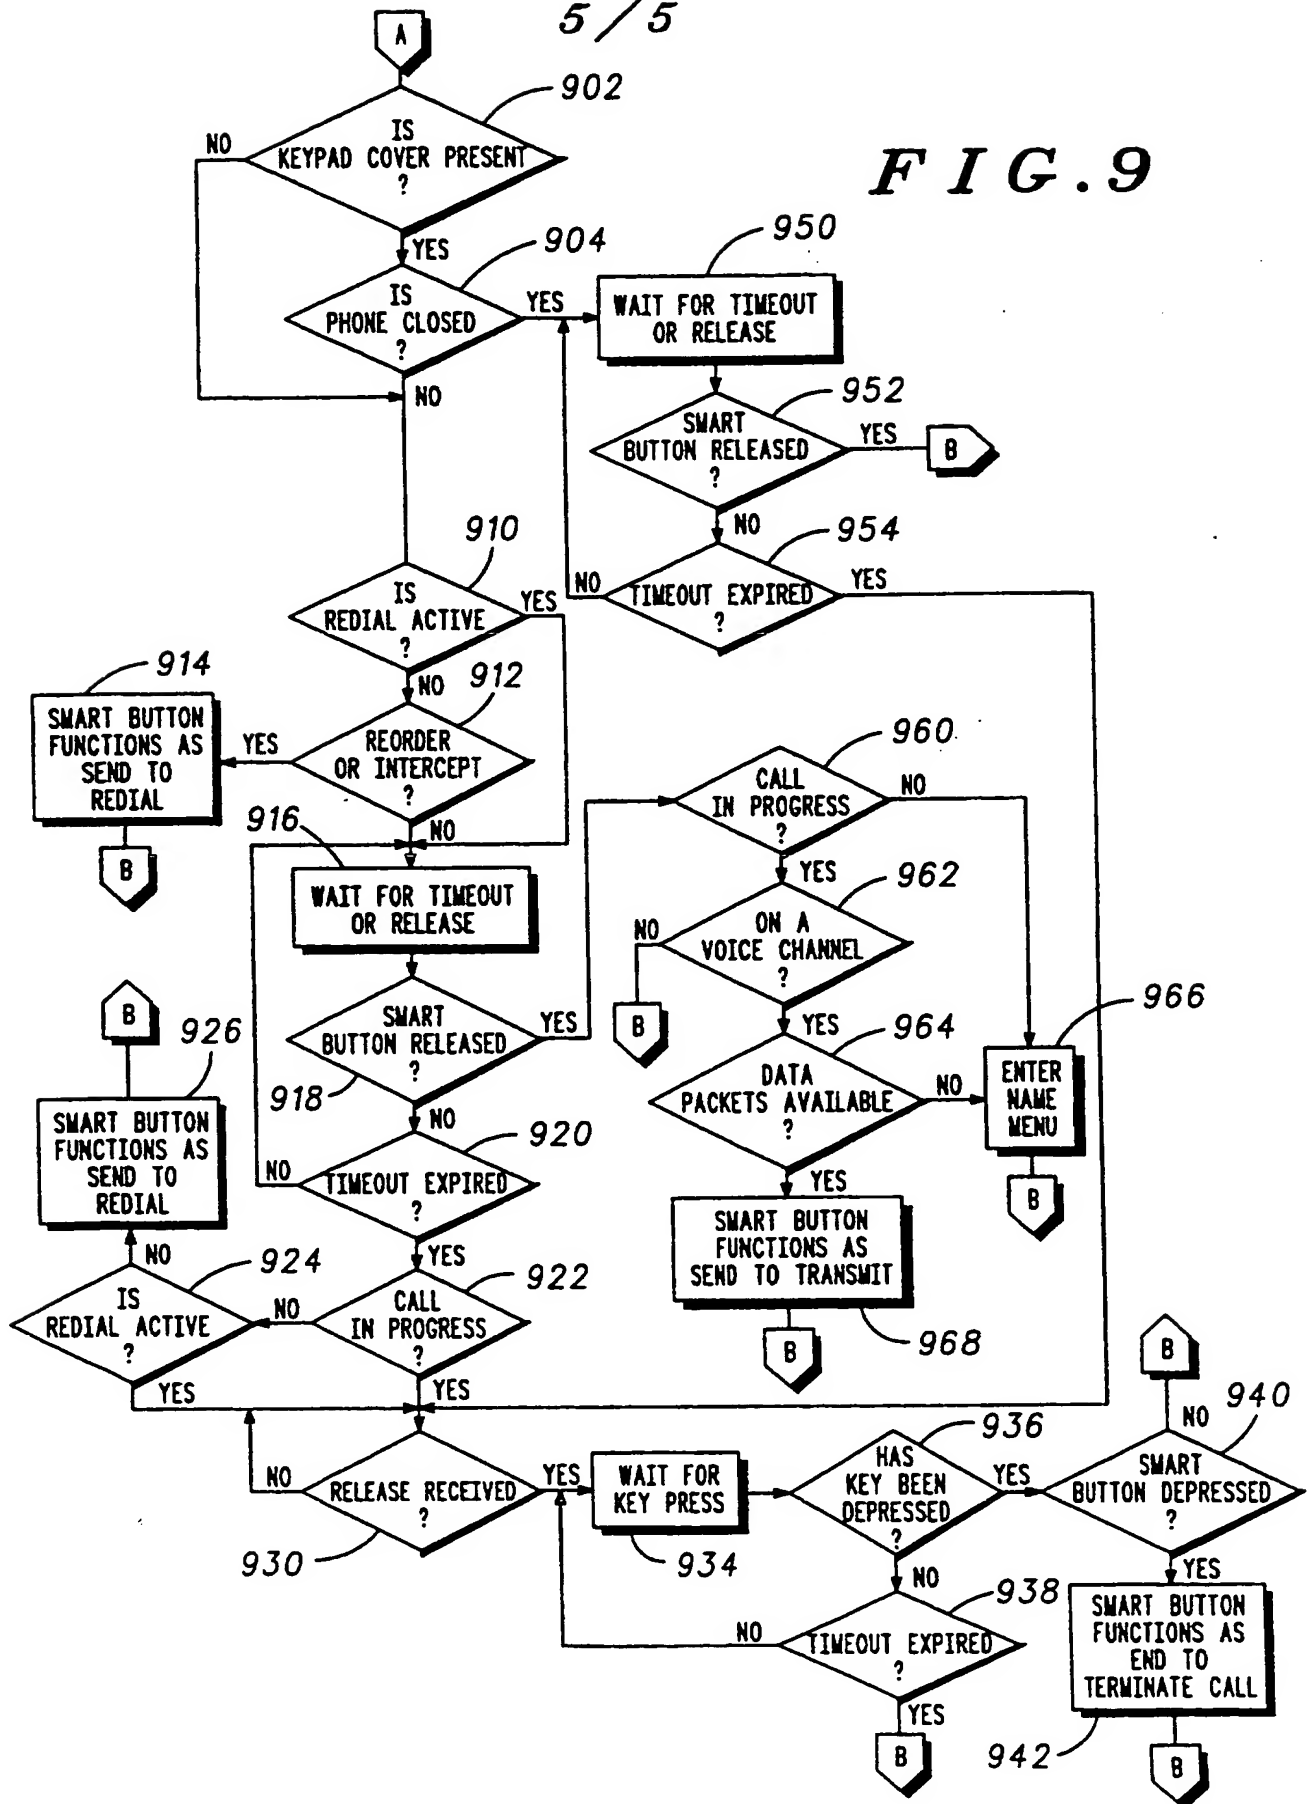 5/5
A
902
IS
KEYPAD COVER PRESENT
?
NO
YES
FIG.9
904
IS
PHONE CLOSED
?
YES
NO
950
WAIT FOR TIMEOUT
OR RELEASE
952
SMART
BUTTON RELEASED
?
YES
B
NO
954
TIMEOUT EXPIRED
?
NO
YES
910
IS
REDIAL ACTIVE
?
YES
NO
912
REORDER
OR INTERCEPT
?
YES
NO
914
SMART BUTTON
FUNCTIONS AS
SEND TO
REDIAL
B
916
WAIT FOR TIMEOUT
OR RELEASE
918
SMART
BUTTON RELEASED
?
YES
NO
920
TIMEOUT EXPIRED
?
NO
YES
922
CALL
IN PROGRESS
?
NO
YES
924
IS
REDIAL ACTIVE
?
NO
YES
926
SMART BUTTON
FUNCTIONS AS
SEND TO
REDIAL
B
960
CALL
IN PROGRESS
?
NO
YES
962
ON A
VOICE CHANNEL
?
NO
B
YES
964
DATA
PACKETS AVAILABLE
?
NO
YES
966
ENTER
NAME
MENU
B
SMART BUTTON
FUNCTIONS AS
SEND TO TRANSMIT
968
B
930
RELEASE RECEIVED
?
NO
YES
WAIT FOR
KEY PRESS
934
936
HAS
KEY BEEN
DEPRESSED
?
YES
NO
938
TIMEOUT EXPIRED
?
NO
YES
B
940
SMART
BUTTON DEPRESSED
?
NO
B
YES
SMART BUTTON
FUNCTIONS AS
END TO
TERMINATE CALL
942
B